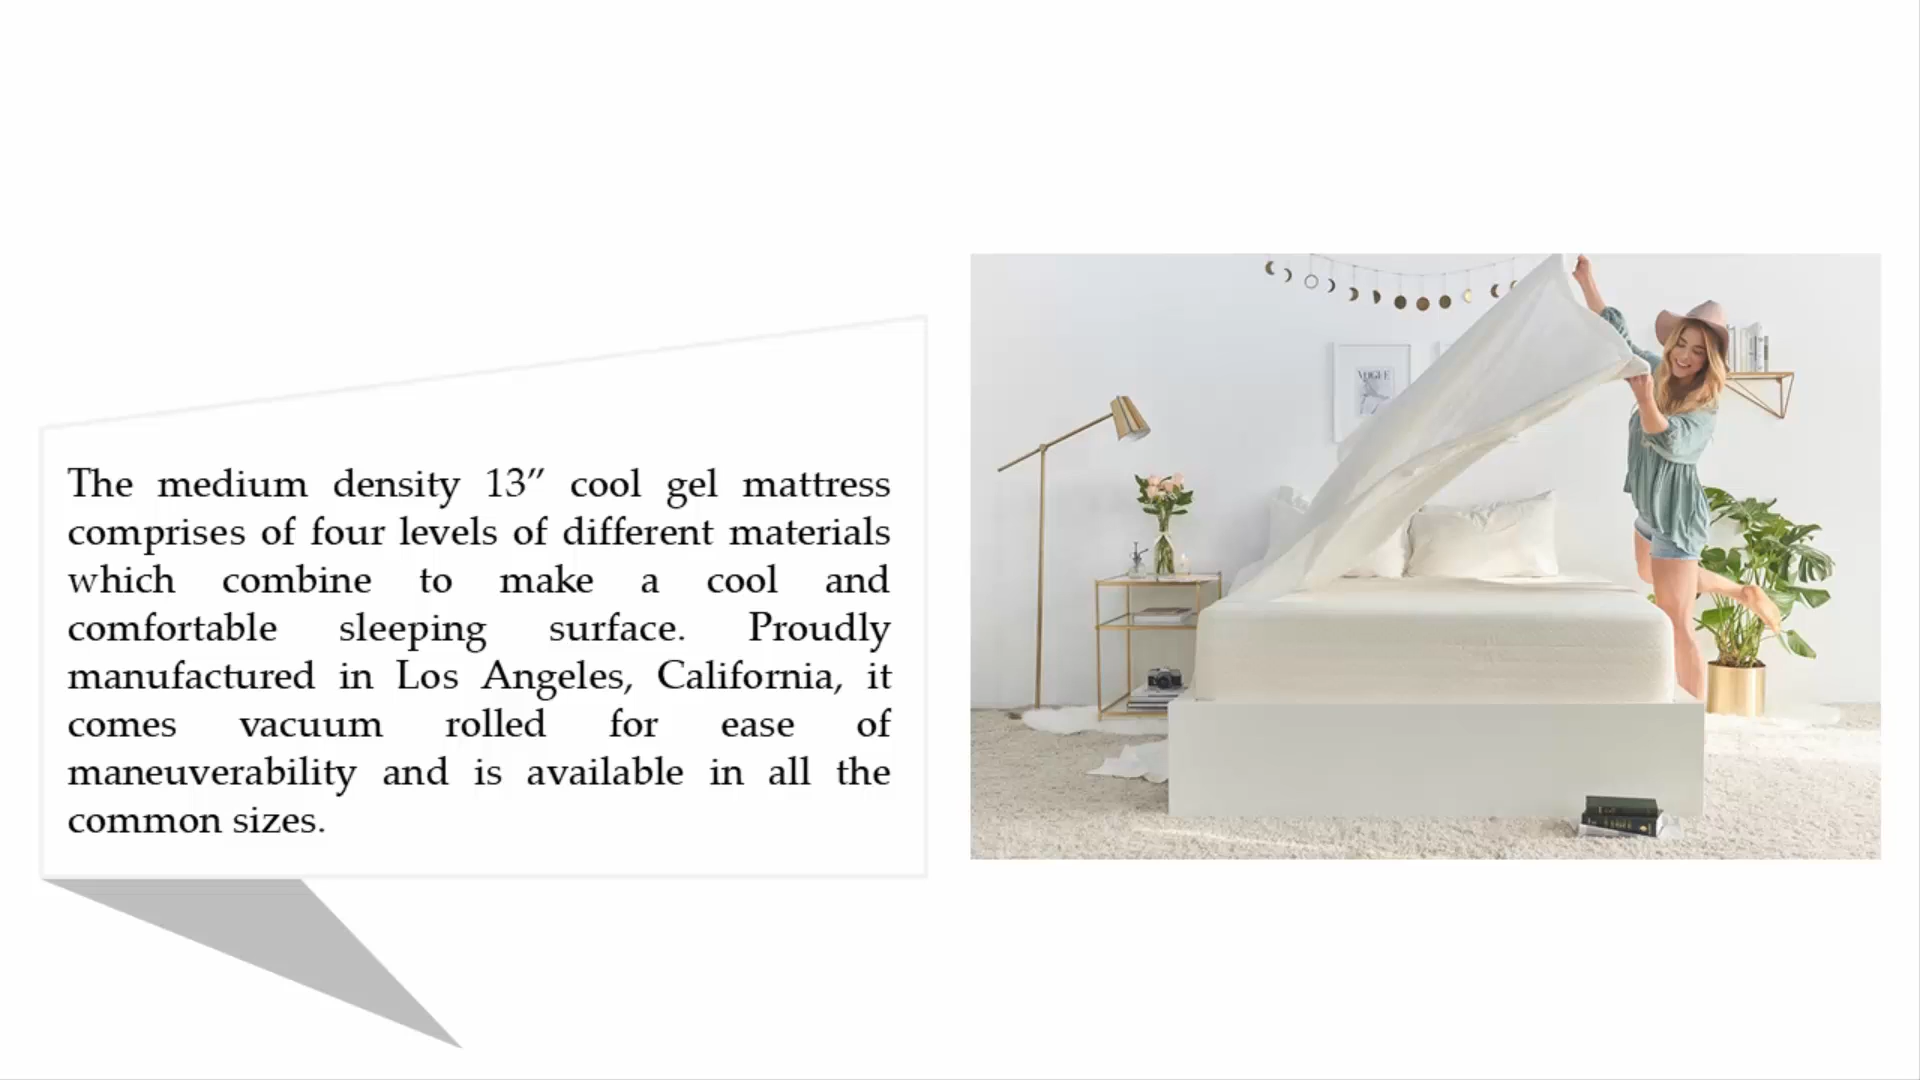 The medium density 13” cool gel mattress
comprises of four levels of different materials
which combine to make a cool and
comfortable sleeping surface. Proudly
manufactured in Los Angeles, California, it
comes vacuum rolled for ease of
maneuverability and is available in all the
common sizes.
VOGUE